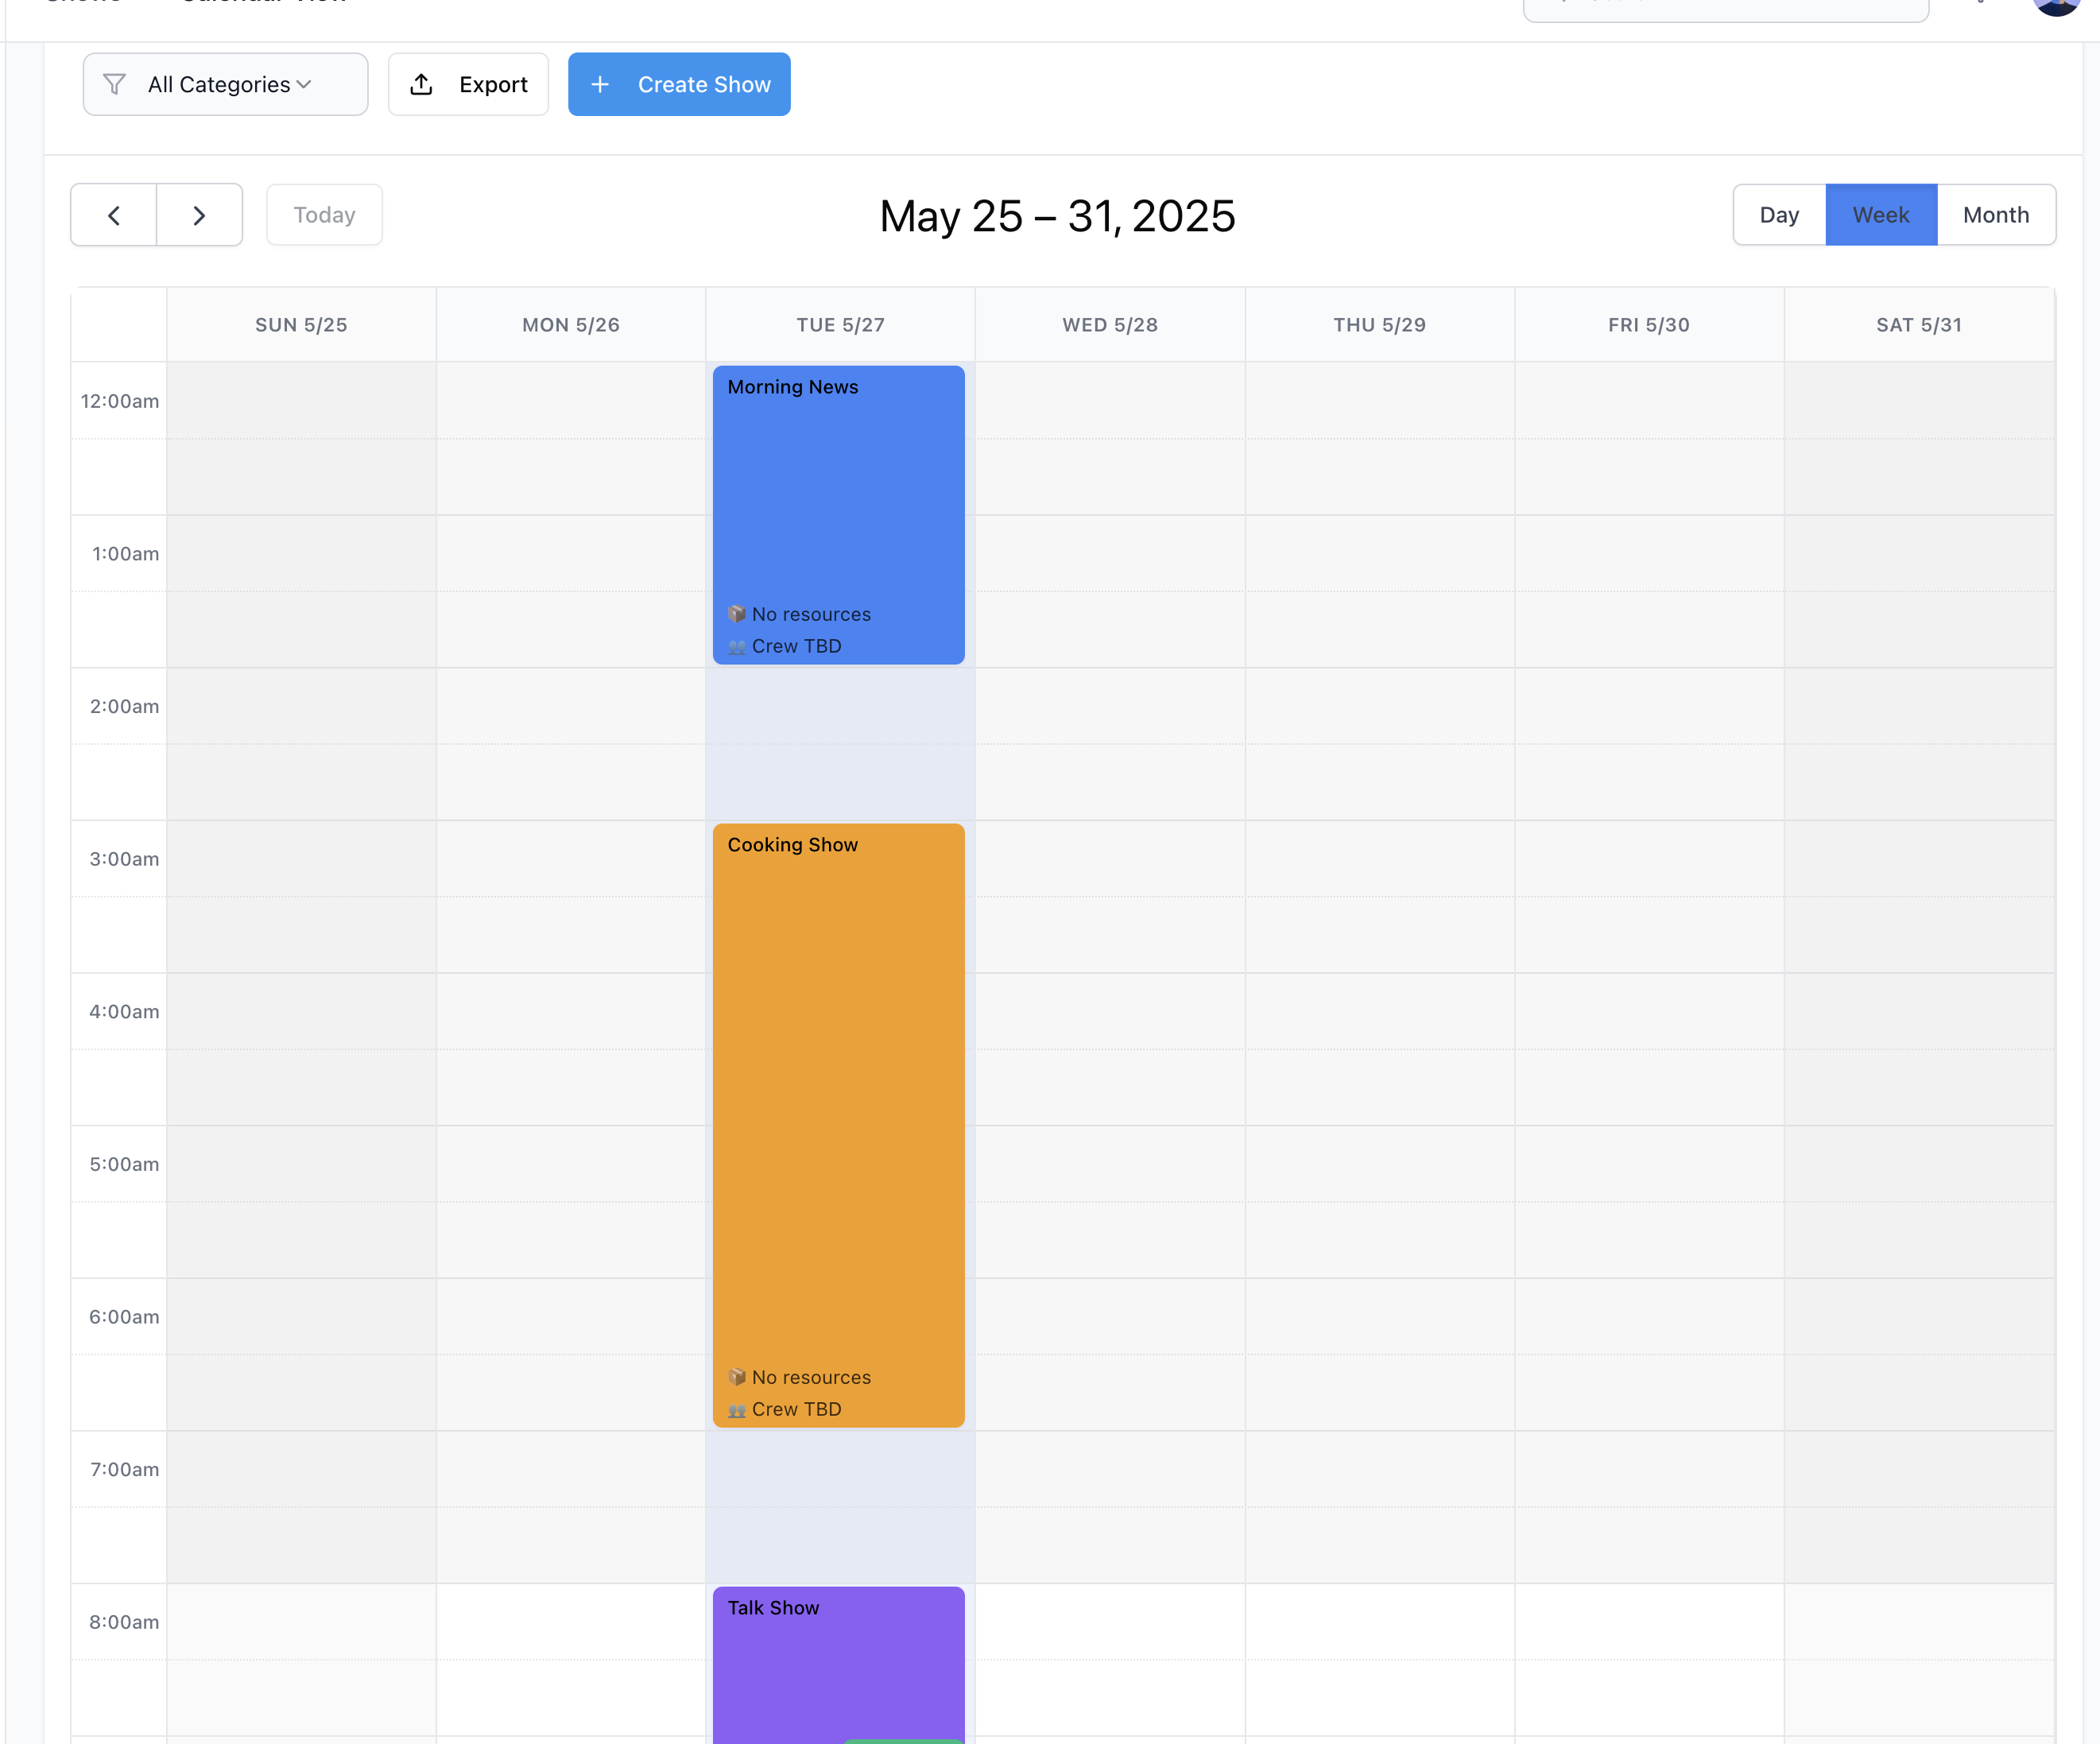 All Categories
Export
Create Show
Today
May 25 – 31, 2025
Day
Week
Month
SUN 5/25
MON 5/26
TUE 5/27
WED 5/28
THU 5/29
FRI 5/30
SAT 5/31
12:00am
Morning News
1:00am
No resources
Crew TBD
2:00am
3:00am
Cooking Show
4:00am
5:00am
6:00am
No resources
Crew TBD
7:00am
8:00am
Talk Show